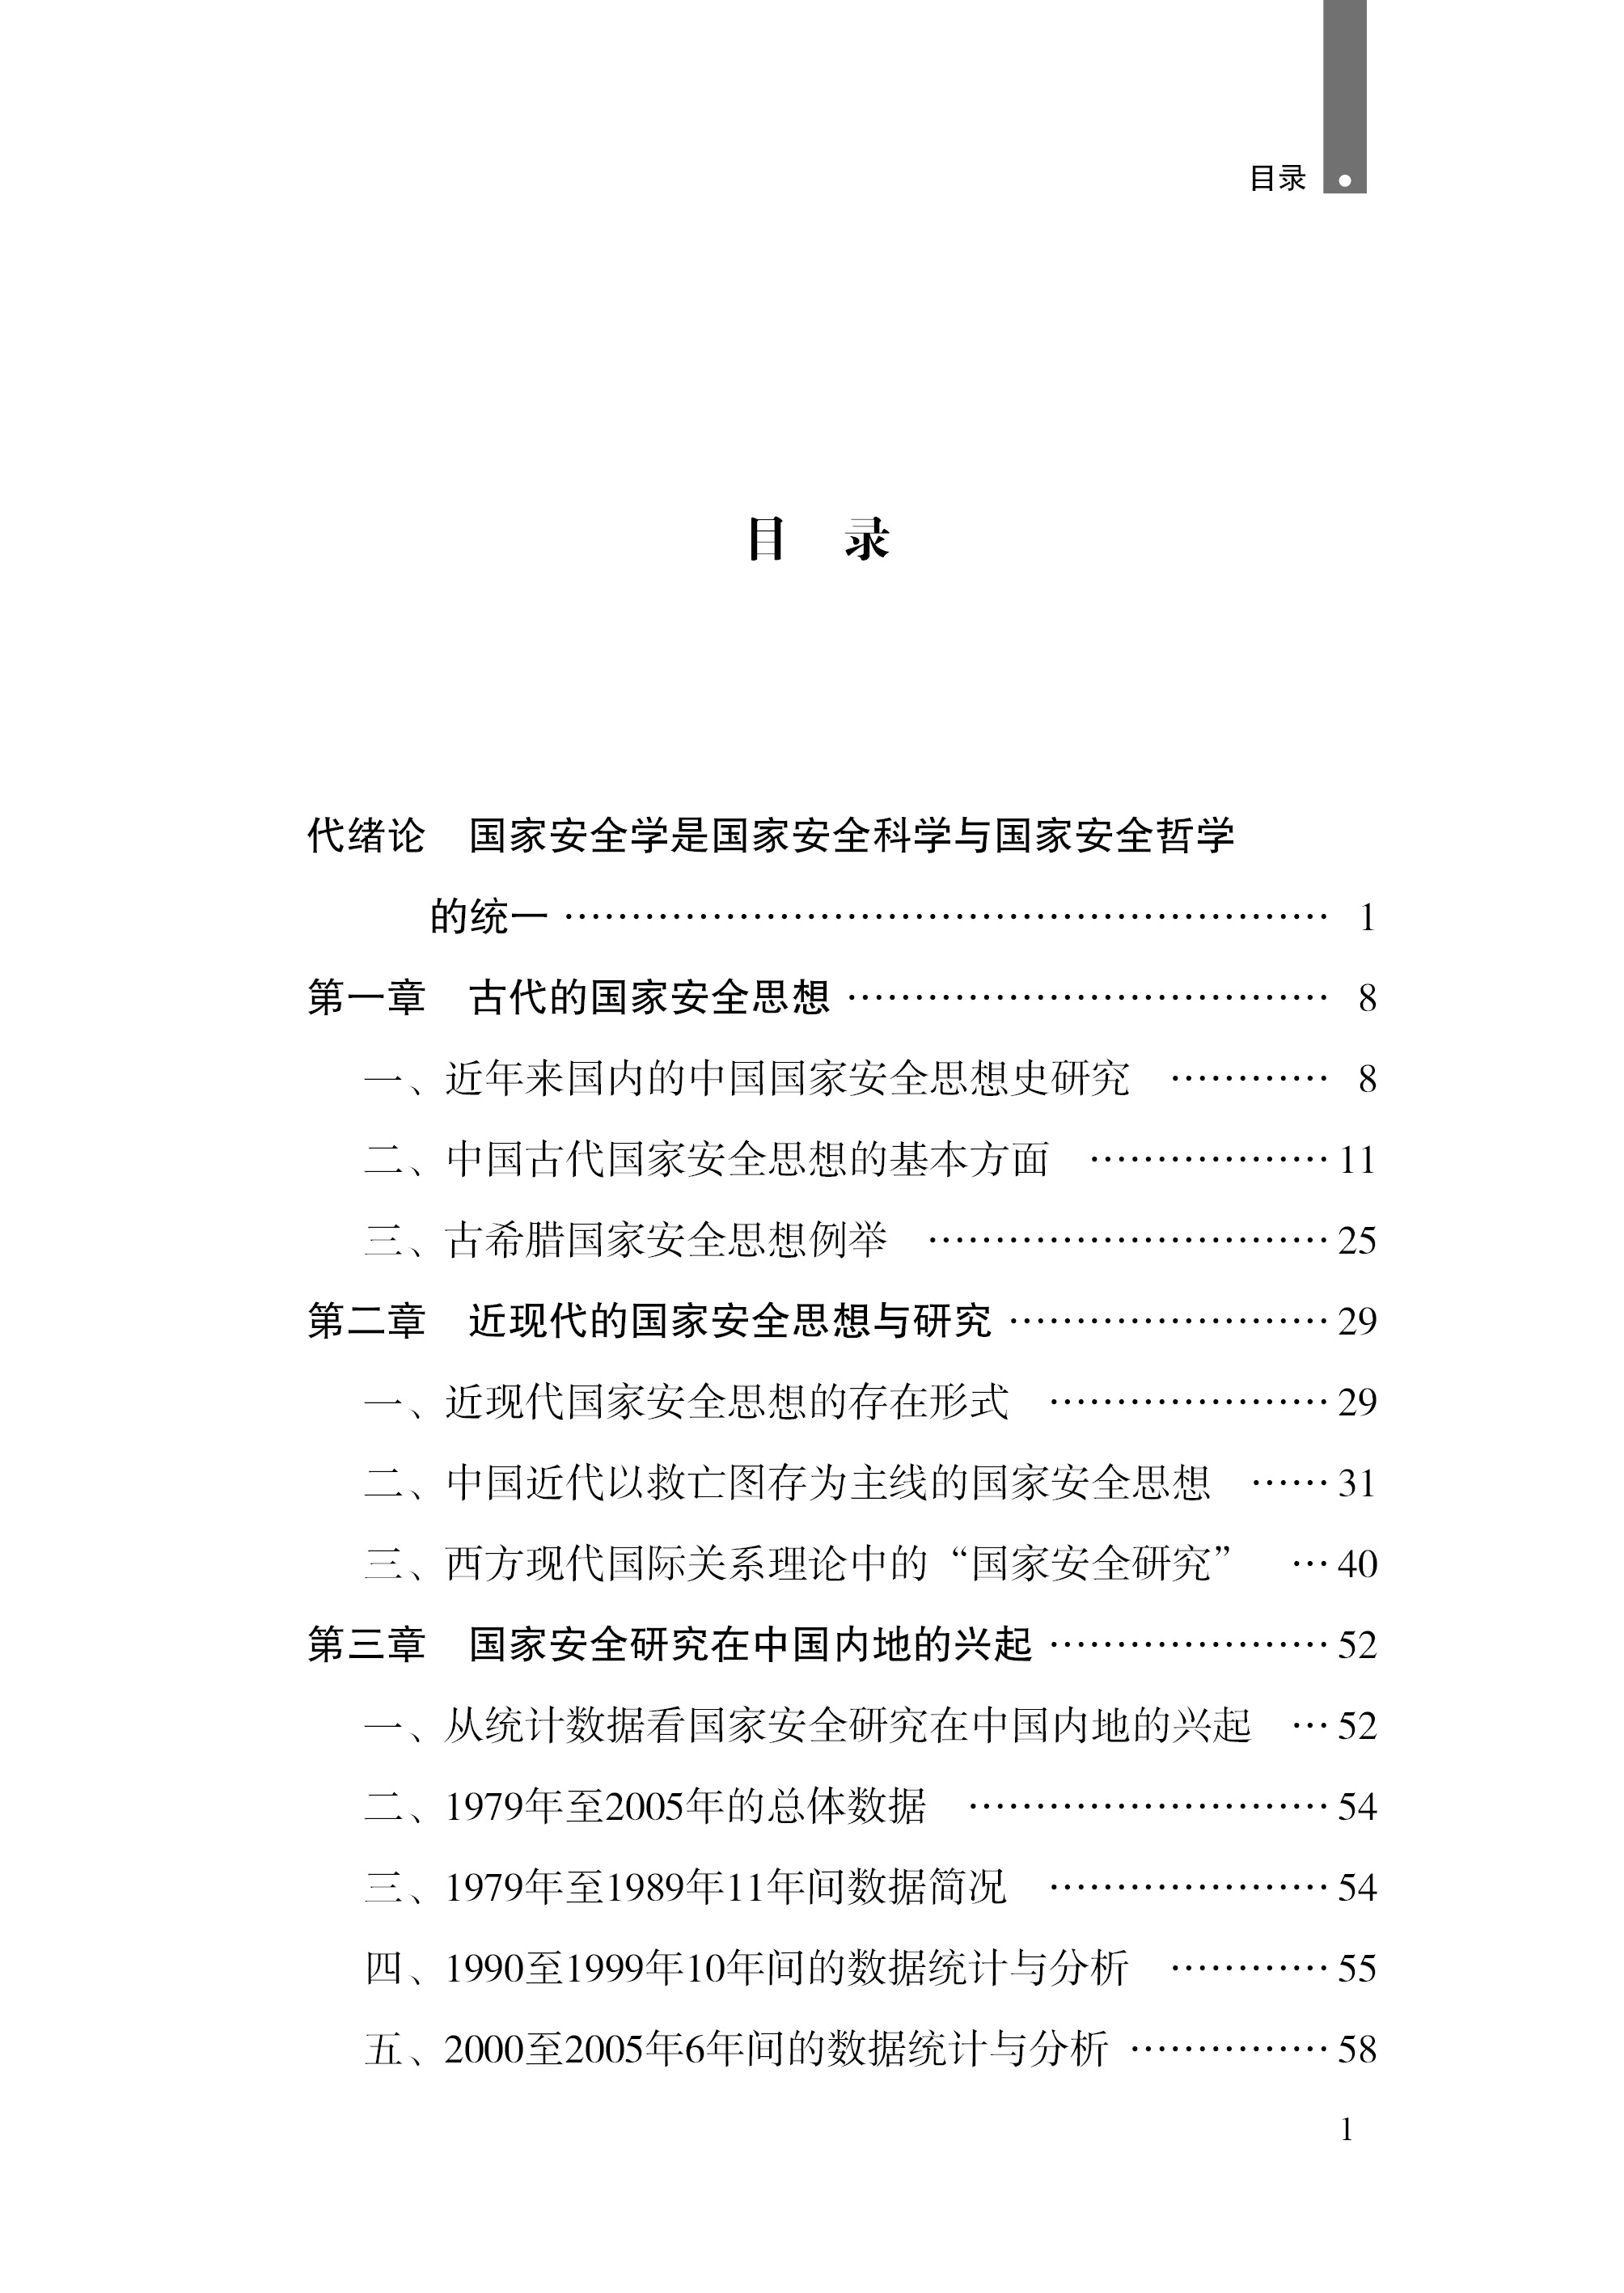 目录
目 录
代绪论 国家安全学是国家安全科学与国家安全哲学
的统一 …………………………………………………… 1
第一章 古代的国家安全思想 ……………………………… 8
一、近年来国内的中国国家安全思想史研究 ………… 8
二、中国古代国家安全思想的基本方面 ……………… 11
三、古希腊国家安全思想例举 ………………………… 25
第二章 近现代的国家安全思想与研究 …………………… 29
一、近现代国家安全思想的存在形式 ………………… 29
二、中国近代以救亡图存为主线的国家安全思想 …… 31
三、西方现代国际关系理论中的“国家安全研究” … 40
第三章 国家安全研究在中国内地的兴起 ………………… 52
一、从统计数据看国家安全研究在中国内地的兴起 … 52
二、1979年至2005年的总体数据 ……………………… 54
三、1979年至1989年11年间数据简况 ………………… 54
四、1990至1999年10年间的数据统计与分析 ………… 55
五、2000至2005年6年间的数据统计与分析 …………… 58
1